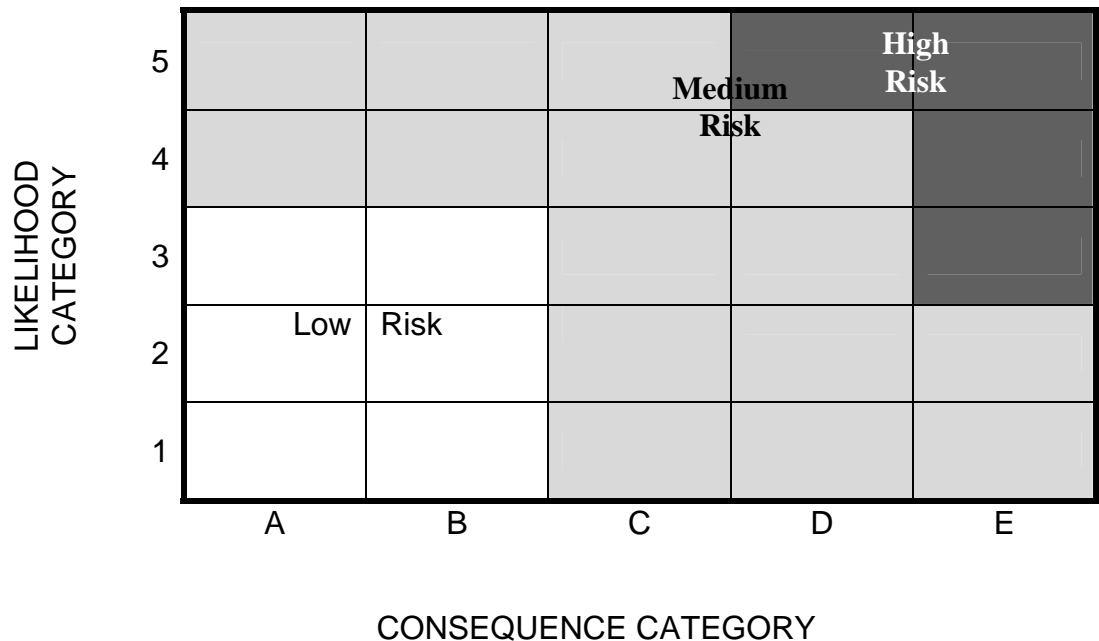 LIKELIHOOD
CATEGORY
5
High
Risk
Medium
Risk
4
3
Low Risk
2
1
A B C D E
CONSEQUENCE CATEGORY